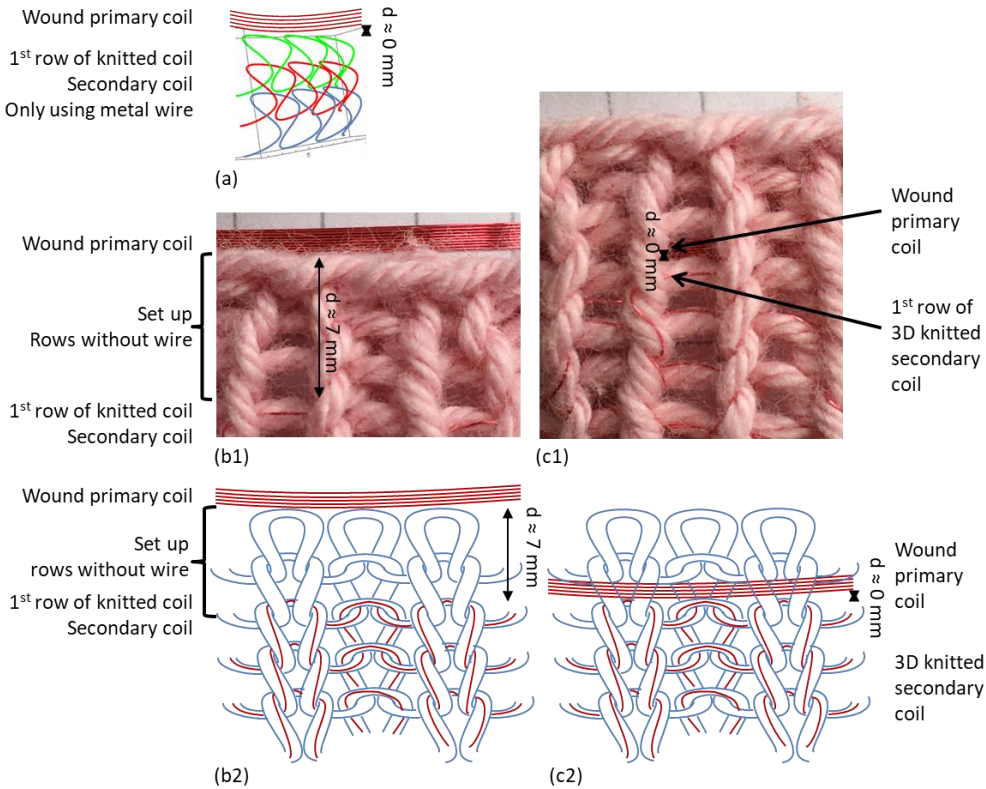 Wound primary coil
1st row of knitted coil
Secondary coil
Only using metal wire
d ≈ 0 mm
(a)
Wound primary coil
Set up
Rows without wire
1st row of knitted coil
Secondary coil
d ≈ 7 mm
(b1)
d ≈ 0 mm
Wound
primary
coil
1st row of
3D knitted
secondary
coil
(c1)
Wound primary coil
Set up
rows without wire
1st row of knitted coil
Secondary coil
d ≈ 7 mm
(b2)
Wound
primary
coil
d ≈ 0 mm
3D knitted
secondary
coil
(c2)